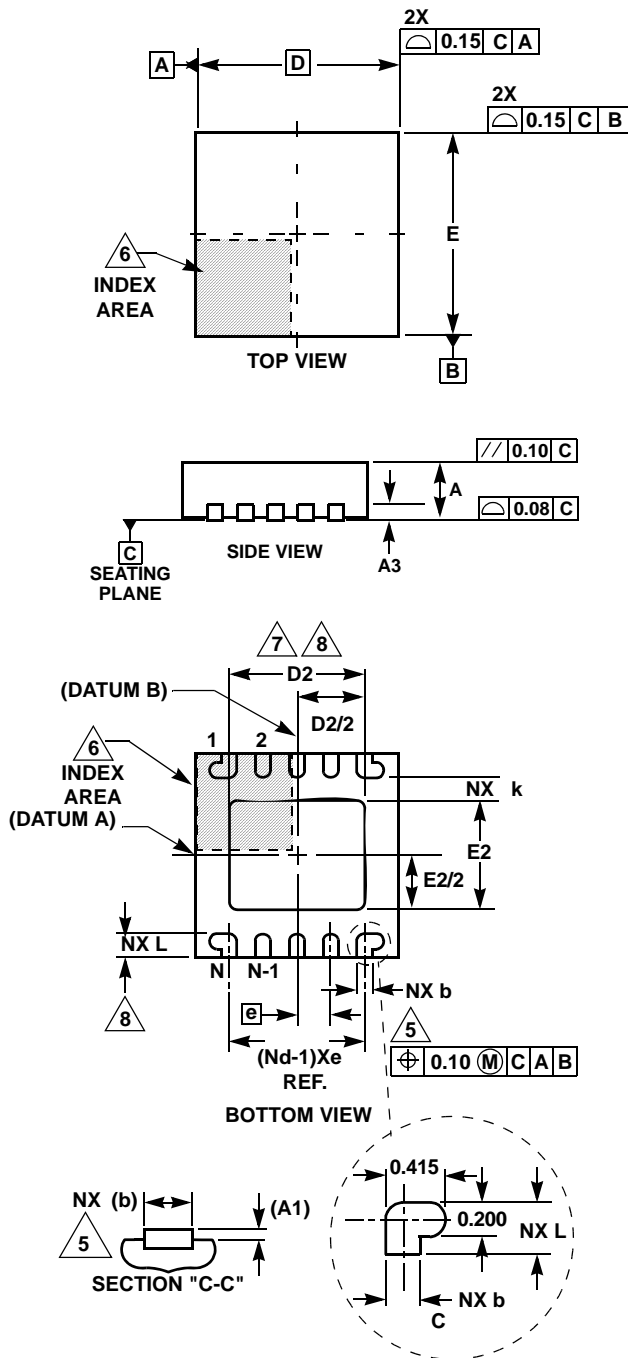 2X
0.15 C A
A
D
2X
0.15 C B
E
6
INDEX
AREA
TOP VIEW
B
// 0.10 C
A
0.08 C
C
SEATING
PLANE
SIDE VIEW
A3
7 8
D2
(DATUM B)
D2/2
6
INDEX
AREA
1 2
NX k
(DATUM A)
E2
E2/2
NX L
N N-1
NX b
8
e
5
(Nd-1)Xe
REF.
0.10 M C A B
BOTTOM VIEW
0.415
NX (b)
(A1)
0.200
NX L
5
SECTION "C-C"
NX b
C